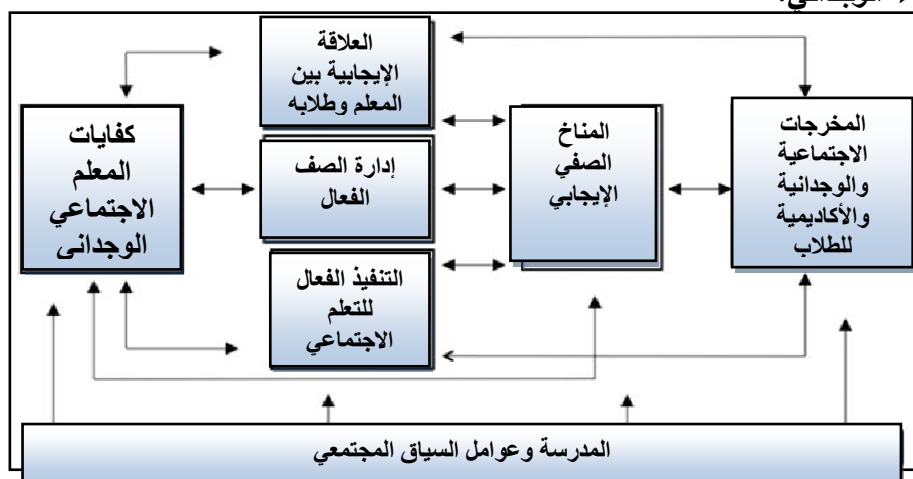 الوجداني.
العلاقة
الإيجابية بين
المعلم وطلابه
كفايات
المعلم
الاجتماعي
الوجدانى
إدارة الصف
الفعال
التنفيذ الفعال
للتعلم
الاجتماعي
المناخ
الصفي
الإيجابي
المخرجات
الاجتماعية
والوجدانية
والأكاديمية
للطلاب
المدرسة وعوامل السياق المجتمعي